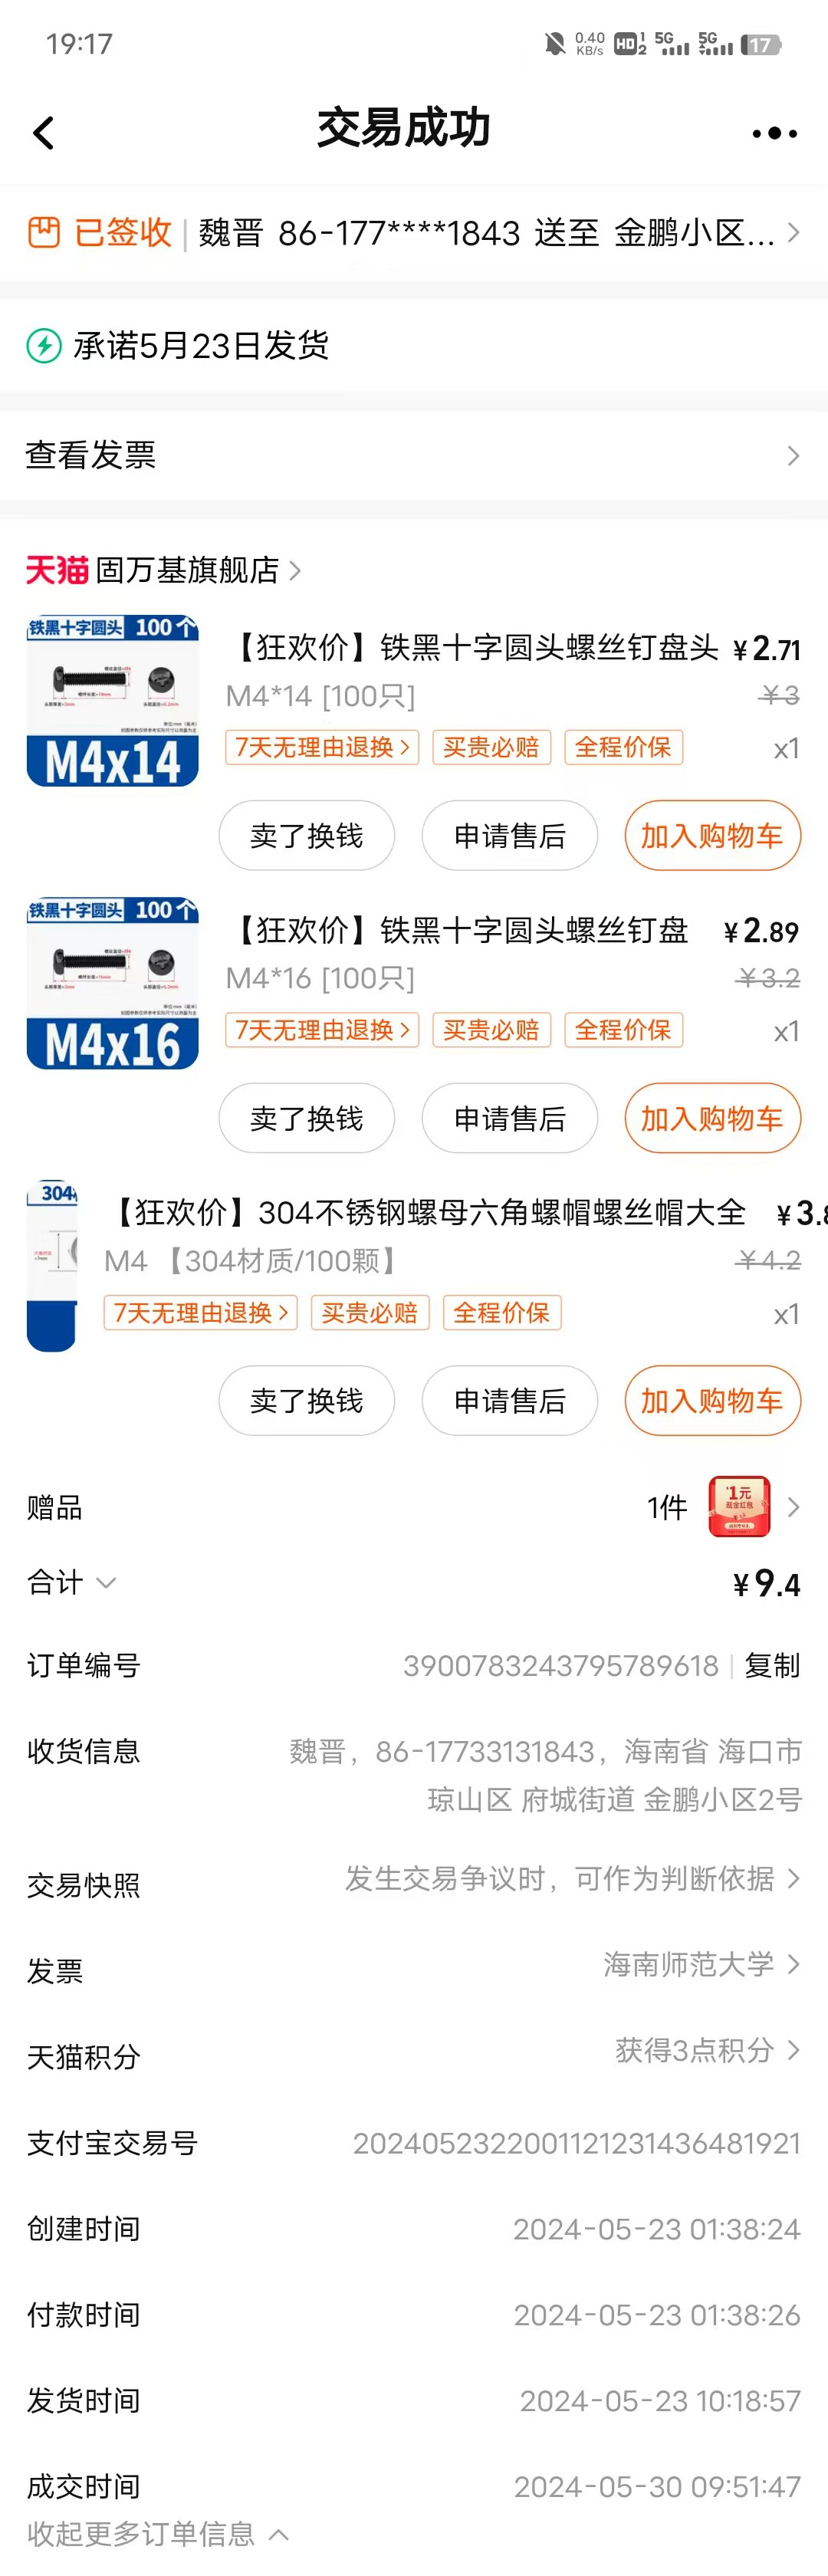 19:17
0.40 KB/s HD 1 2 5G 5G 17
交易成功
已签收 | 魏晋 86-177****1843 送至 金鹏小区...
承诺5月23日发货
查看发票
天猫 固万基旗舰店
铁黑十字圆头 100个
M4x14
【狂欢价】铁黑十字圆头螺丝钉盘头 ¥2.71
M4*14 [100只] ¥3
7天无理由退换 买贵必赔 全程价保 x1
卖了换钱 申请售后 加入购物车
铁黑十字圆头 100个
M4x16
【狂欢价】铁黑十字圆头螺丝钉盘 ¥2.89
M4*16 [100只] ¥3.2
7天无理由退换 买贵必赔 全程价保 x1
卖了换钱 申请售后 加入购物车
304
【狂欢价】304不锈钢螺母六角螺帽螺丝帽大全 ¥3.8
M4 【304材质/100颗】 ¥4.2
7天无理由退换 买贵必赔 全程价保 x1
卖了换钱 申请售后 加入购物车
赠品 1件 1元 现金红包
合计 ¥9.4
订单编号 3900783243795789618 | 复制
收货信息 魏晋，86-17733131843，海南省 海口市
琼山区 府城街道 金鹏小区2号
交易快照 发生交易争议时，可作为判断依据
发票 海南师范大学
天猫积分 获得3点积分
支付宝交易号 2024052322001121231436481921
创建时间 2024-05-23 01:38:24
付款时间 2024-05-23 01:38:26
发货时间 2024-05-23 10:18:57
成交时间 2024-05-30 09:51:47
收起更多订单信息